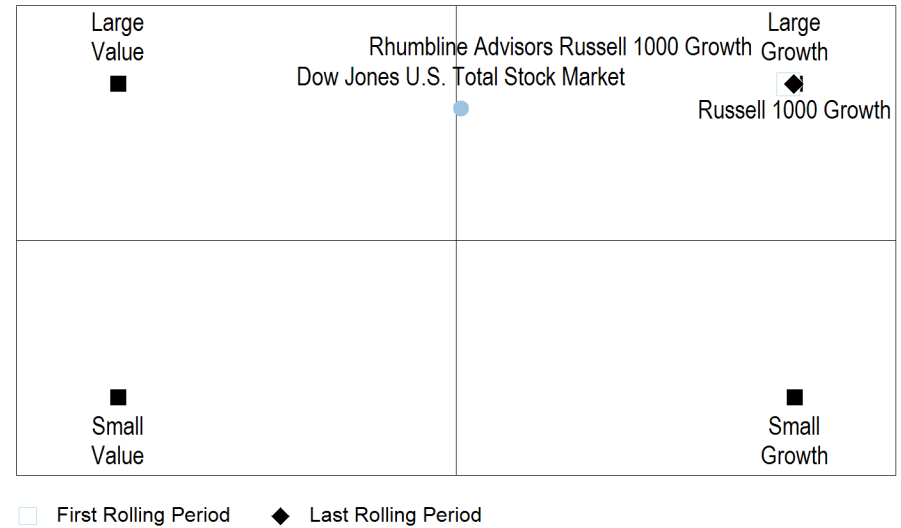 Large
Value
Large
Growth
Rhumbline Advisors Russell 1000 Growth
Dow Jones U.S. Total Stock Market
Russell 1000 Growth
Small
Value
Small
Growth
First Rolling Period
Last Rolling Period